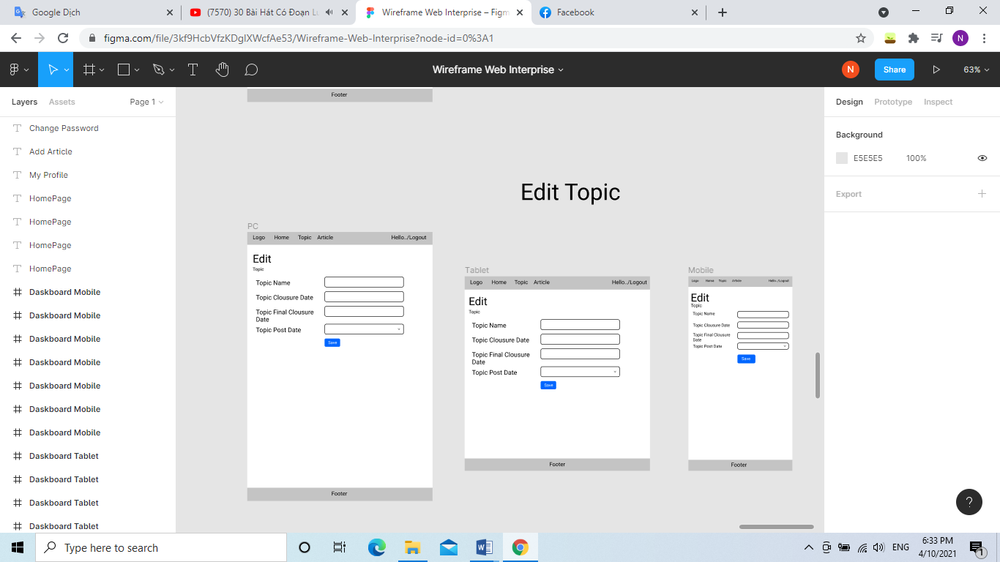 Google Dịch
(7570) 30 Bài Hát Có Đoạn L
Wireframe Web Interprise – Figm
Facebook
figma.com/file/3kf9HcbVfzKDgIXWcfAe53/Wireframe-Web-Interprise?node-id=0%3A1
N
Wireframe Web Interprise
N
Share
63%
Layers
Assets
Page 1
Change Password
Add Article
My Profile
HomePage
HomePage
HomePage
HomePage
Daskboard Mobile
Daskboard Mobile
Daskboard Mobile
Daskboard Mobile
Daskboard Mobile
Daskboard Mobile
Daskboard Mobile
Daskboard Tablet
Daskboard Tablet
Daskboard Tablet
Daskboard Tablet
Footer
Edit Topic
PC
Logo Home Topic Article Hello../Logout
Edit
Topic
Topic Name
Topic Clousure Date
Topic Final Clousure
Date
Topic Post Date
Save
Footer
Tablet
Logo Home Topic Article Hello../Logout
Edit
Topic
Topic Name
Topic Clousure Date
Topic Final Clousure
Date
Topic Post Date
Save
Footer
Mobile
Logo Home Topic Article Hello../Logout
Edit
Topic
Topic Name
Topic Clousure Date
Topic Final Clousure
Date
Topic Post Date
Save
Footer
Design
Prototype
Inspect
Background
E5E5E5
100%
Export
?
Type here to search
ENG
6:33 PM
4/10/2021
1